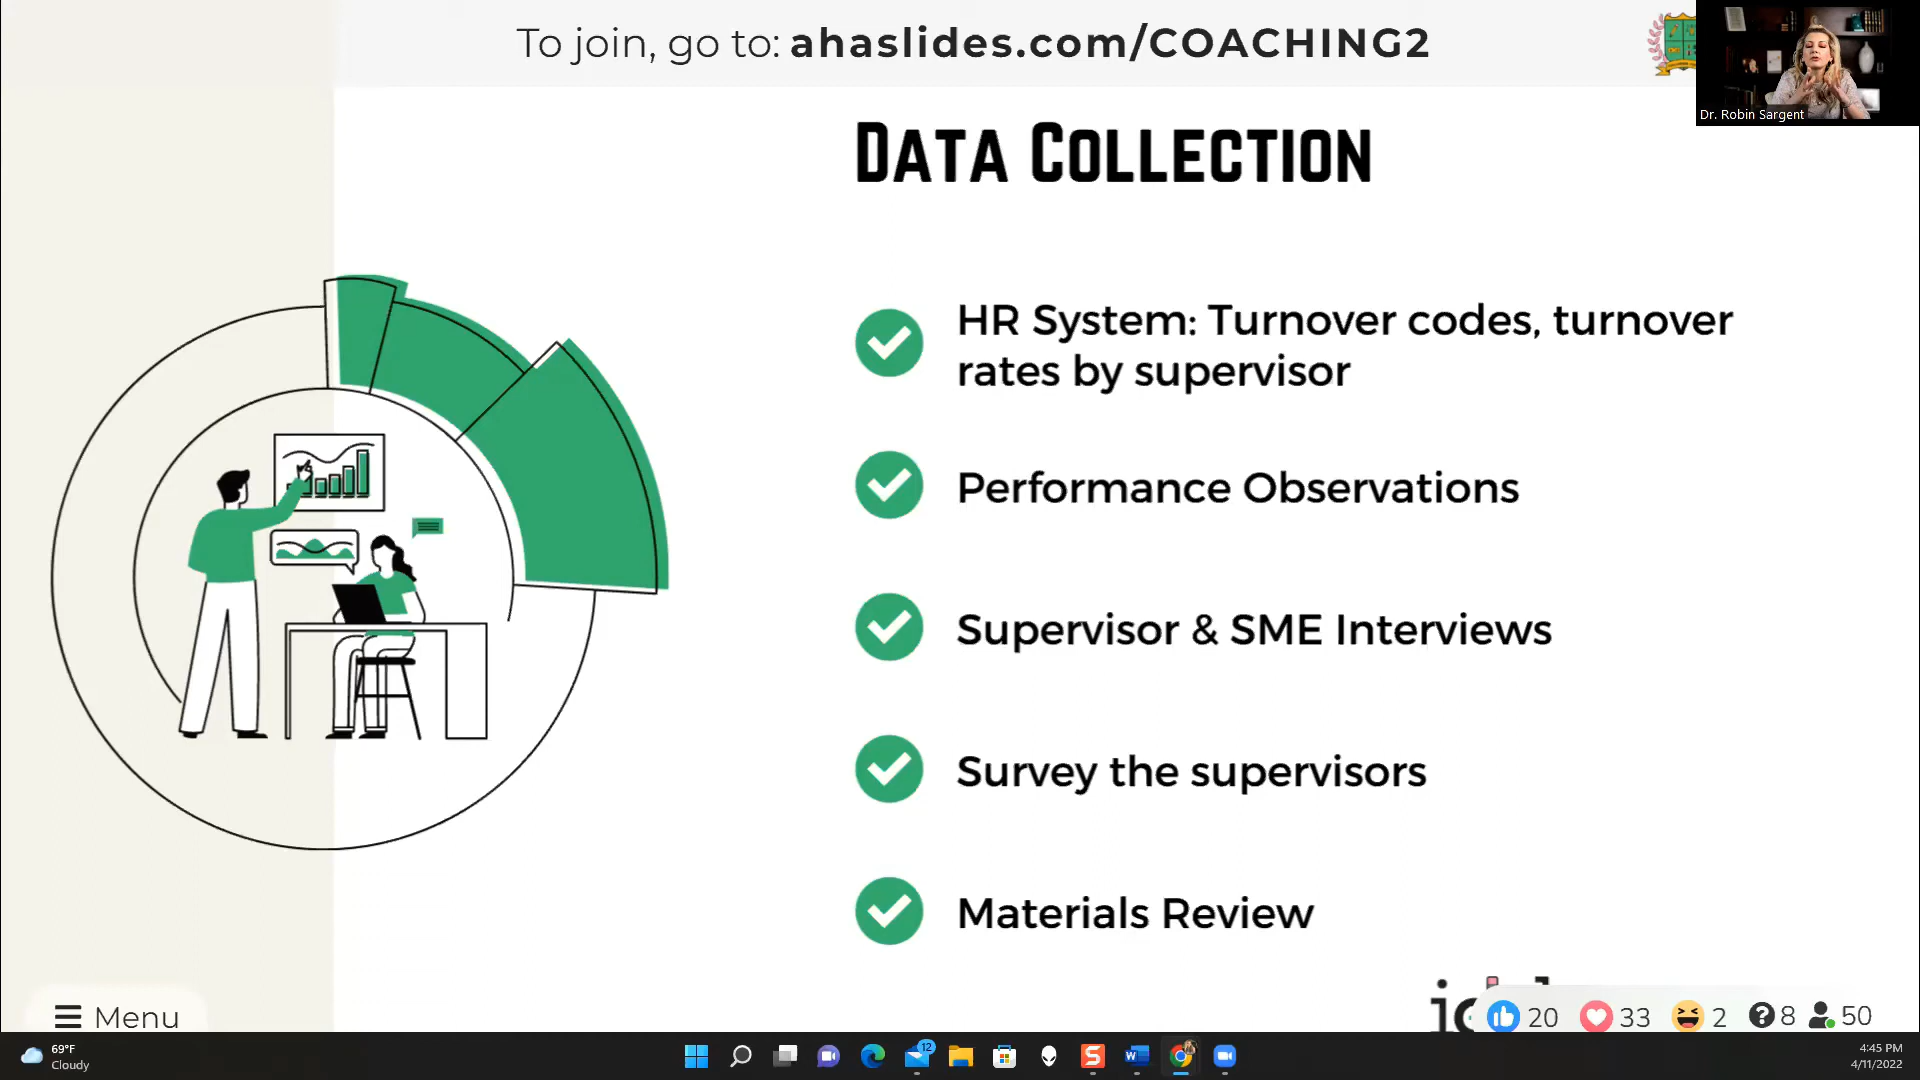 To join, go to: ahaslides.com/COACHING2
Dr. Robin Sargent
DATA COLLECTION
HR System: Turnover codes, turnover
rates by supervisor
Performance Observations
Supervisor & SME Interviews
Survey the supervisors
Materials Review
Menu
20
33
2
8
50
69°F
Cloudy
12
4:45 PM
4/11/2022